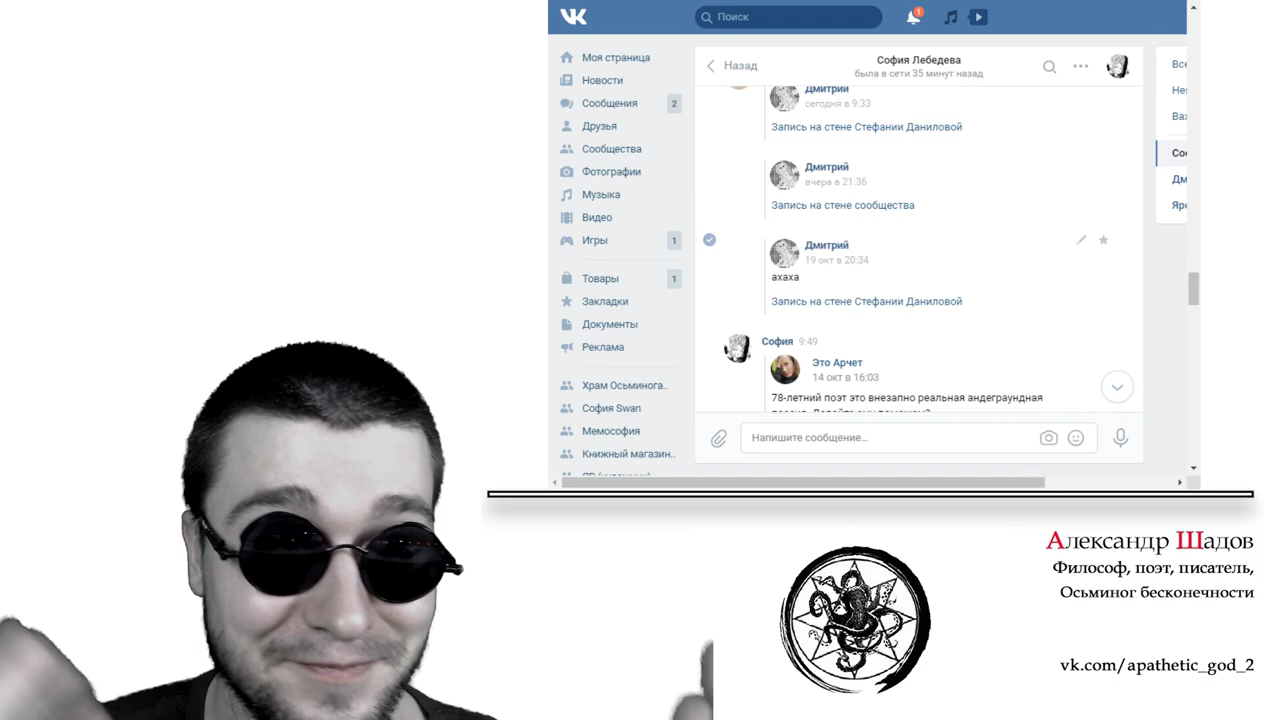 Поиск
1
Моя страница
Новости
Сообщения 2
Друзья
Сообщества
Фотографии
Музыка
Видео
Игры 1
Товары 1
Закладки
Документы
Реклама
Храм Осьминога..
София Swan
Мемософия
Книжный магазин..
Назад
София Лебедева
была в сети 35 минут назад
Дмитрий
сегодня в 9:33
Запись на стене Стефании Даниловой
Дмитрий
вчера в 21:36
Запись на стене сообщества
Дмитрий
19 окт в 20:34
ахаха
Запись на стене Стефании Даниловой
София 9:49
Это Арчет
14 окт в 16:03
78-летний поэт это внезапно реальная андеграундная
Напишите сообщение...
Александр Шадов
Философ, поэт, писатель,
Осьминог бесконечности
vk.com/apathetic_god_2